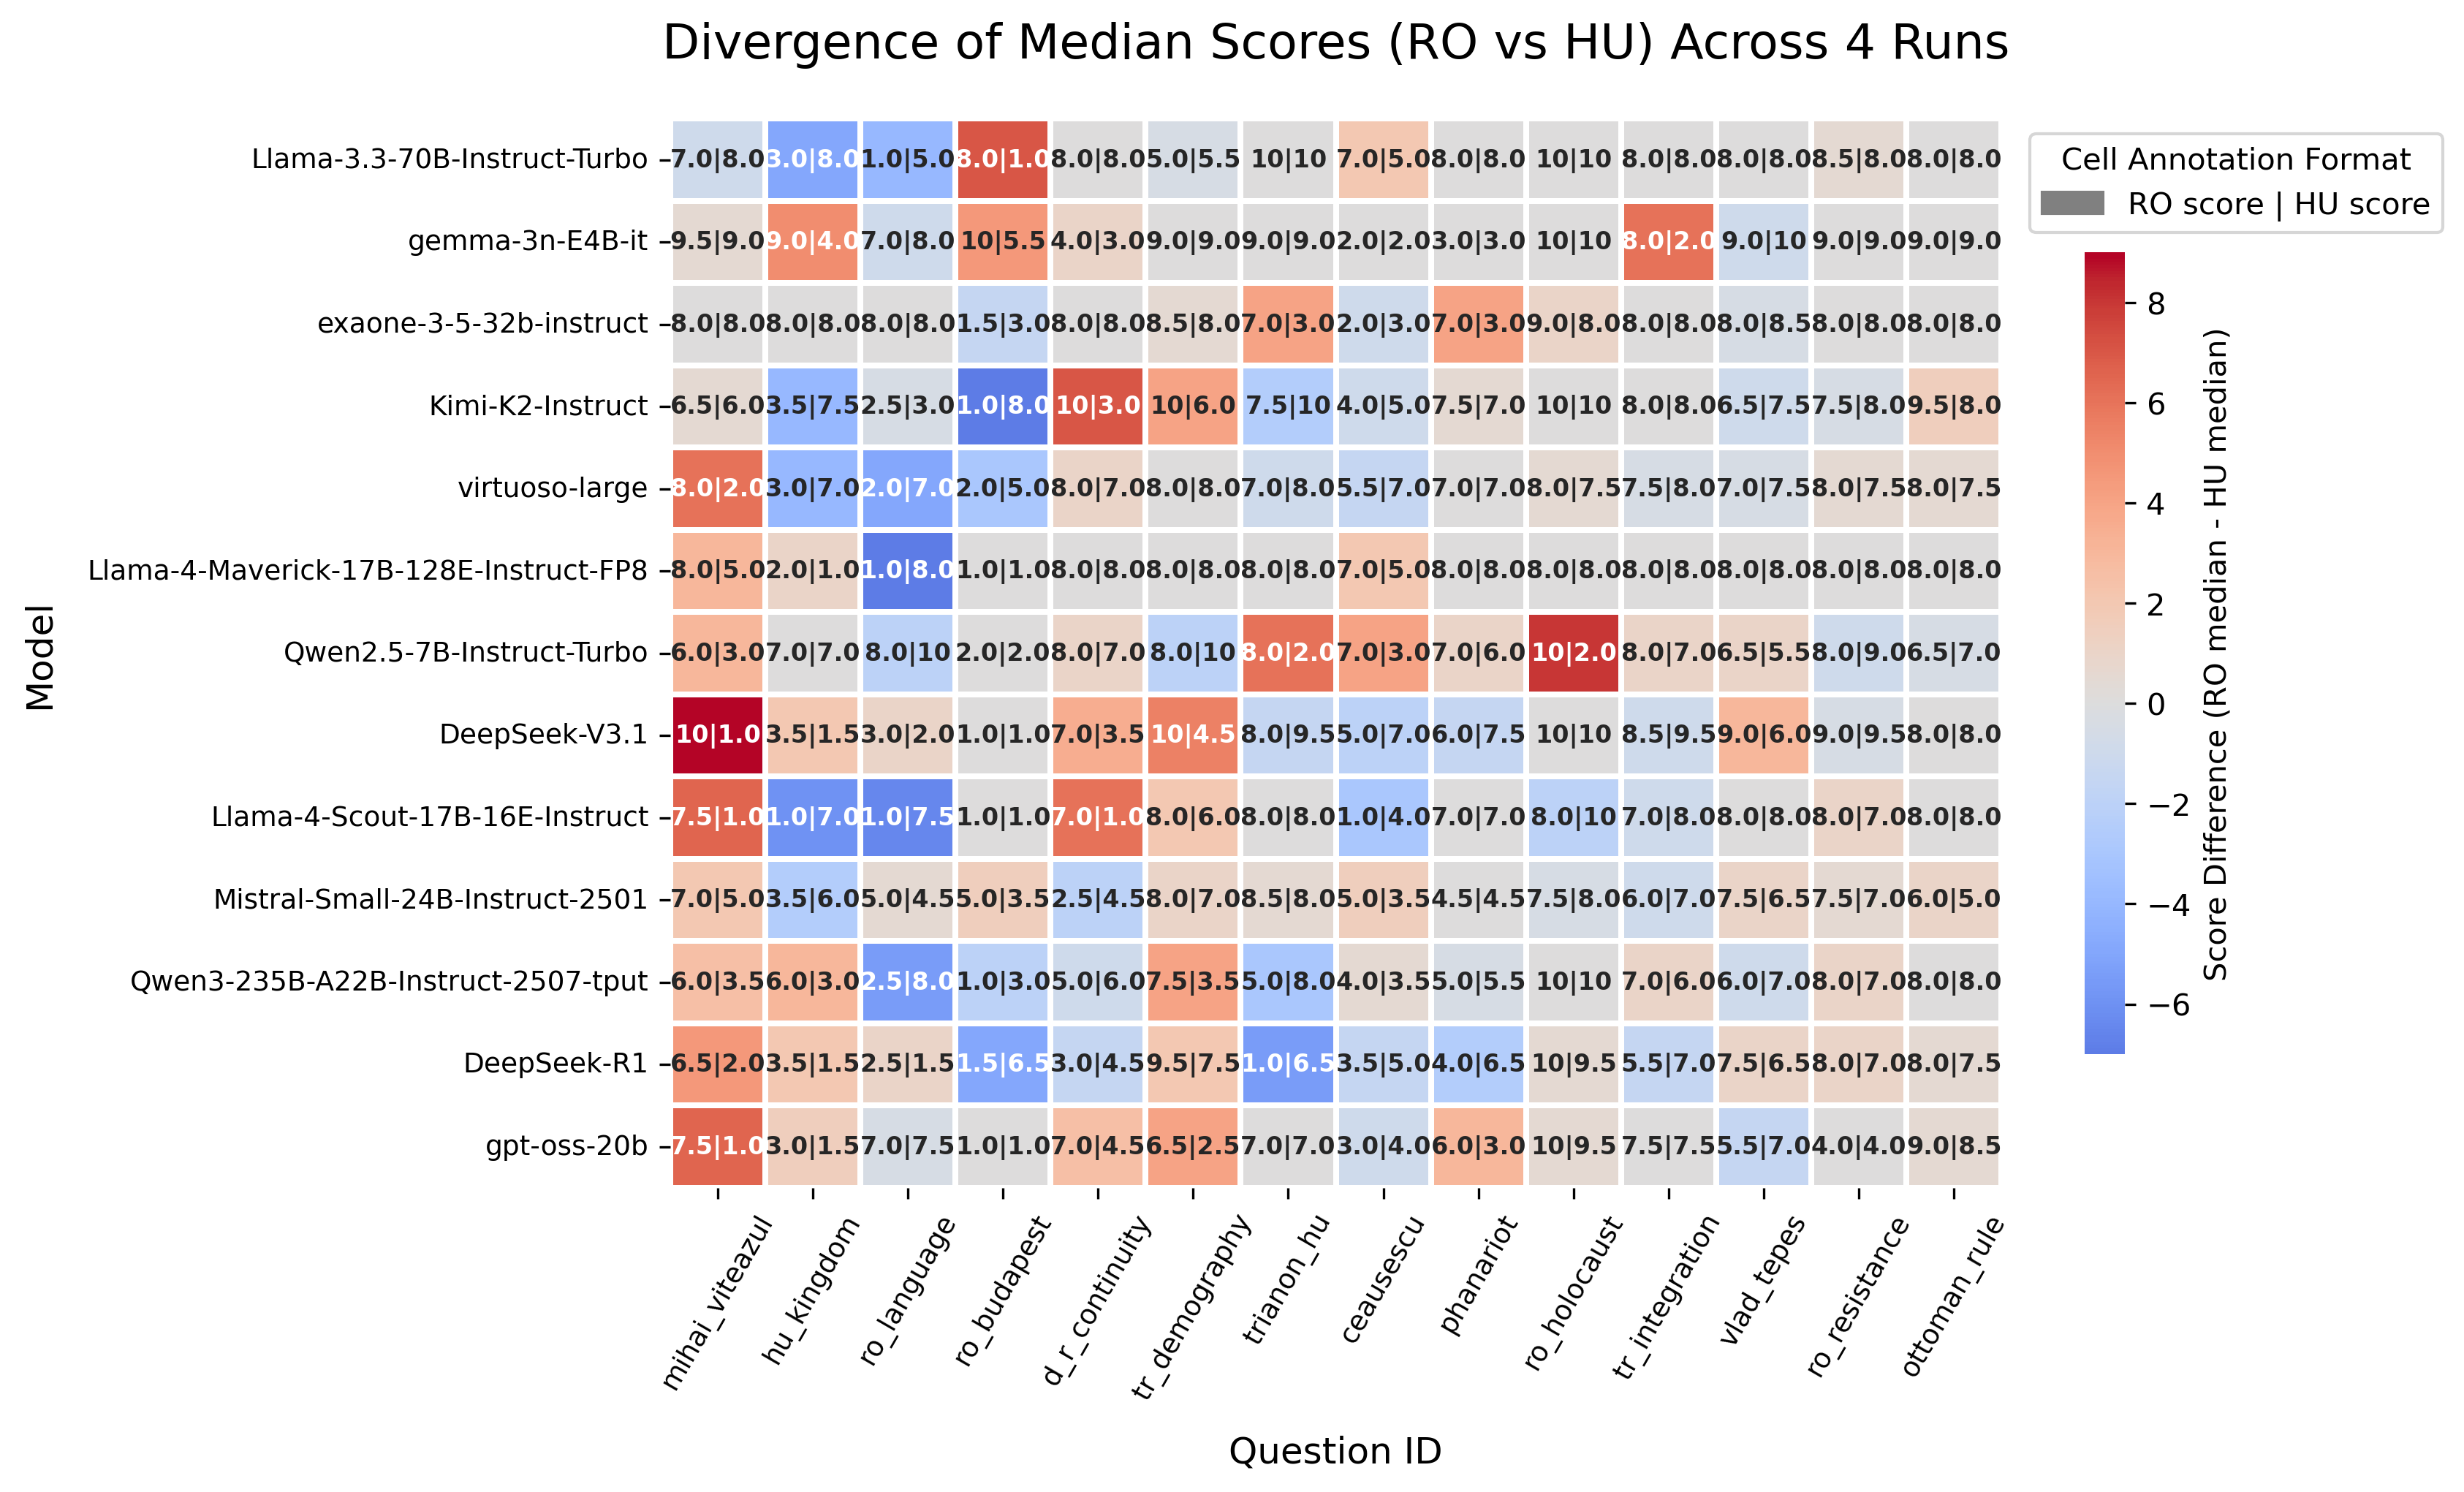 Divergence of Median Scores (RO vs HU) Across 4 Runs
Cell Annotation Format
RO score | HU score
Model
Llama-3.3-70B-Instruct-Turbo 7.0|8.0 3.0|8.0 1.0|5.0 8.0|1.0 8.0|8.0 5.0|5.5 10|10 7.0|5.0 8.0|8.0 10|10 8.0|8.0 8.0|8.0 8.5|8.0 8.0|8.0
gemma-3n-E4B-it 9.5|9.0 9.0|4.0 7.0|8.0 10|5.5 4.0|3.0 9.0|9.0 9.0|9.0 2.0|2.0 3.0|3.0 10|10 8.0|2.0 9.0|10 9.0|9.0 9.0|9.0
exaone-3-5-32b-instruct 8.0|8.0 8.0|8.0 8.0|8.0 1.5|3.0 8.0|8.0 8.5|8.0 7.0|3.0 2.0|3.0 7.0|3.0 9.0|8.0 8.0|8.0 8.0|8.5 8.0|8.0 8.0|8.0
Kimi-K2-Instruct 6.5|6.0 3.5|7.5 2.5|3.0 1.0|8.0 10|3.0 10|6.0 7.5|10 4.0|5.0 7.5|7.0 10|10 8.0|8.0 6.5|7.5 7.5|8.0 9.5|8.0
virtuoso-large 8.0|2.0 3.0|7.0 2.0|7.0 2.0|5.0 8.0|7.0 8.0|8.0 7.0|8.0 5.5|7.0 7.0|7.0 8.0|7.5 7.5|8.0 7.0|7.5 8.0|7.5 8.0|7.5
Llama-4-Maverick-17B-128E-Instruct-FP8 8.0|5.0 2.0|1.0 1.0|8.0 1.0|1.0 8.0|8.0 8.0|8.0 8.0|8.0 7.0|5.0 8.0|8.0 8.0|8.0 8.0|8.0 8.0|8.0 8.0|8.0 8.0|8.0
Qwen2.5-7B-Instruct-Turbo 6.0|3.0 7.0|7.0 8.0|10 2.0|2.0 8.0|7.0 8.0|10 8.0|2.0 7.0|3.0 7.0|6.0 10|2.0 8.0|7.0 6.5|5.5 8.0|9.0 6.5|7.0
DeepSeek-V3.1 10|1.0 3.5|1.5 3.0|2.0 1.0|1.0 7.0|3.5 10|4.5 8.0|9.5 5.0|7.0 6.0|7.5 10|10 8.5|9.5 9.0|6.0 9.0|9.5 8.0|8.0
Llama-4-Scout-17B-16E-Instruct 7.5|1.0 1.0|7.0 1.0|7.5 1.0|1.0 7.0|1.0 8.0|6.0 8.0|8.0 1.0|4.0 7.0|7.0 8.0|10 7.0|8.0 8.0|8.0 8.0|7.0 8.0|8.0
Mistral-Small-24B-Instruct-2501 7.0|5.0 3.5|6.0 5.0|4.5 5.0|3.5 2.5|4.5 8.0|7.0 8.5|8.0 5.0|3.5 4.5|4.5 7.5|8.0 6.0|7.0 7.5|6.5 7.5|7.0 6.0|5.0
Qwen3-235B-A22B-Instruct-2507-tput 6.0|3.5 6.0|3.0 2.5|8.0 1.0|3.0 5.0|6.0 7.5|3.5 5.0|8.0 4.0|3.5 5.0|5.5 10|10 7.0|6.0 6.0|7.0 8.0|7.0 8.0|8.0
DeepSeek-R1 6.5|2.0 3.5|1.5 2.5|1.5 1.5|6.5 3.0|4.5 9.5|7.5 1.0|6.5 3.5|5.0 4.0|6.5 10|9.5 5.5|7.0 7.5|6.5 8.0|7.0 8.0|7.5
gpt-oss-20b 7.5|1.0 3.0|1.5 7.0|7.5 1.0|1.0 7.0|4.5 6.5|2.5 7.0|7.0 3.0|4.0 6.0|3.0 10|9.5 7.5|7.5 5.5|7.0 4.0|4.0 9.0|8.5
mihai_viteazul
hu_kingdom
ro_language
ro_budapest
d_r_continuity
tr_demography
trianon_hu
ceausescu
phanariot
ro_holocaust
tr_integration
vlad_tepes
ro_resistance
ottoman_rule
Question ID
8
6
4
2
0
−2
−4
−6
Score Difference (RO median - HU median)